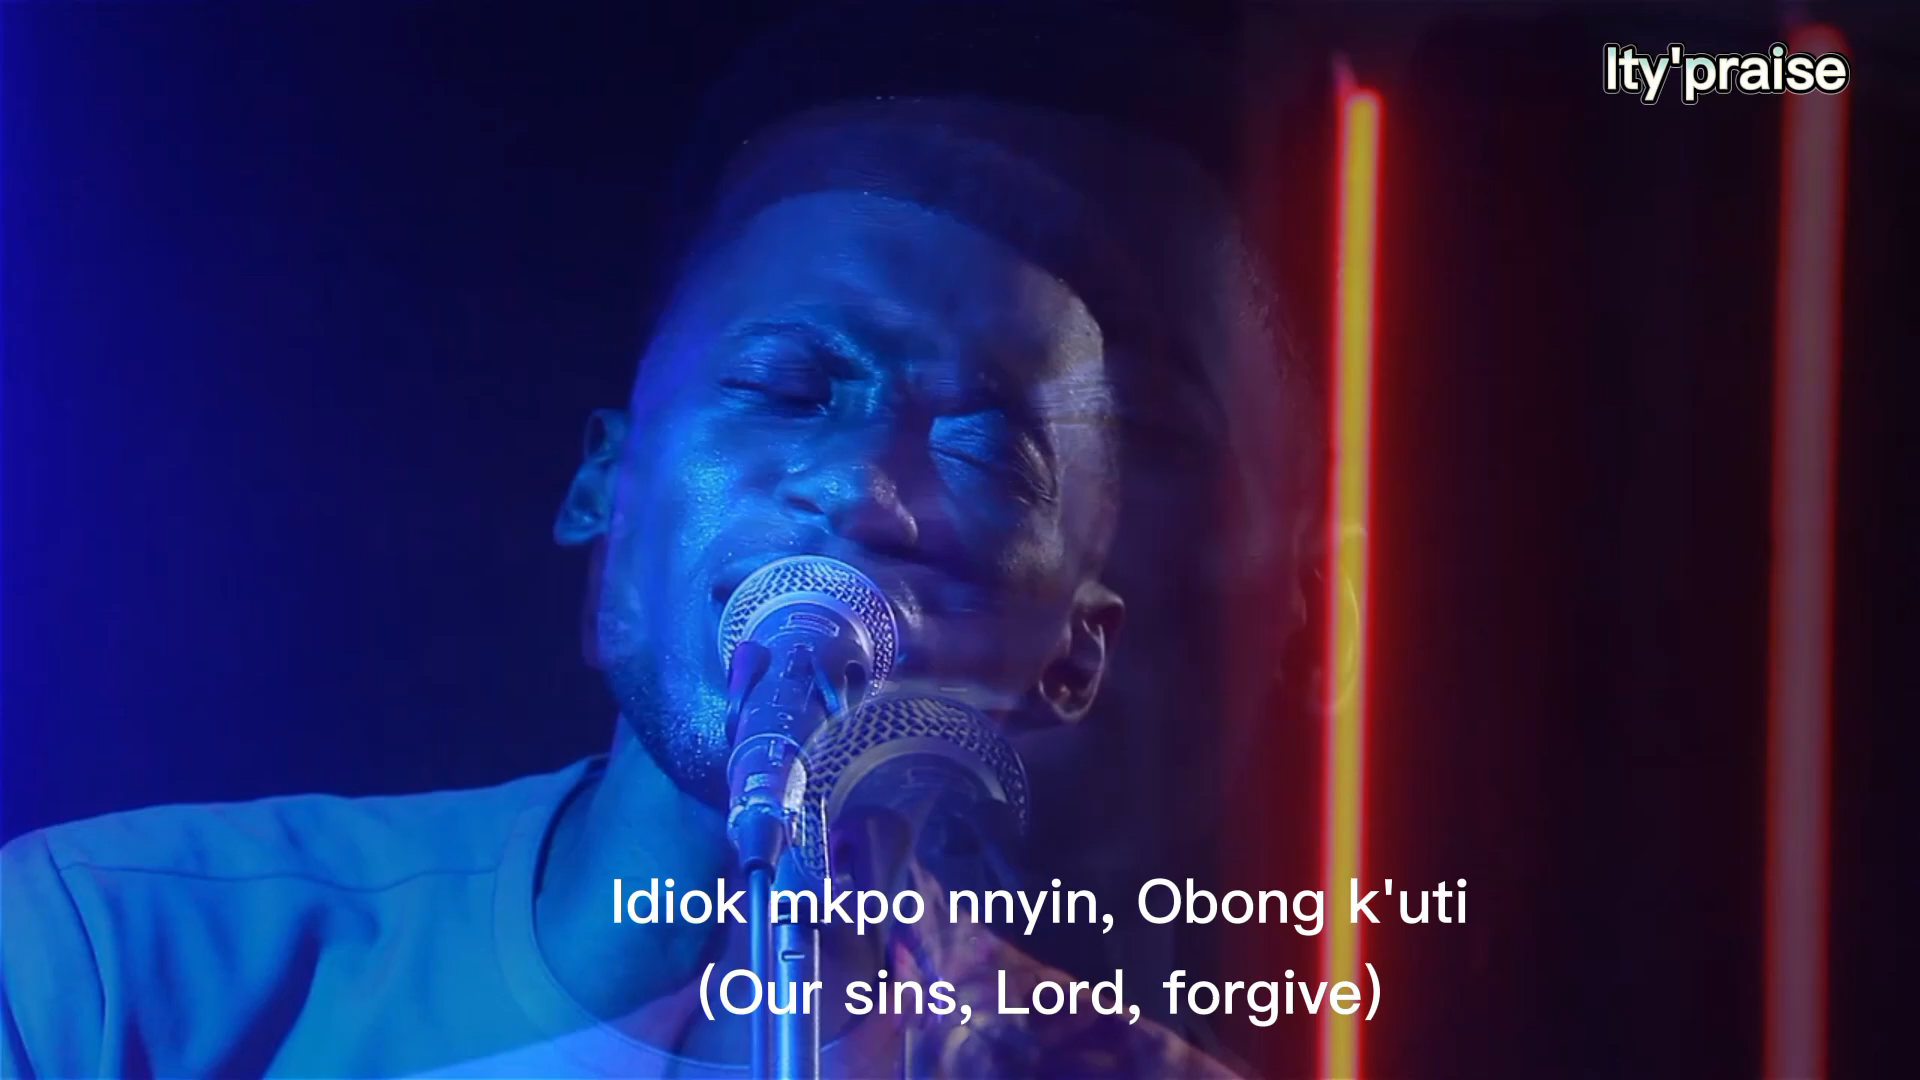 Ity'praise
Idiok mkpo nnyin, Obong k'uti
(Our sins, Lord, forgive)